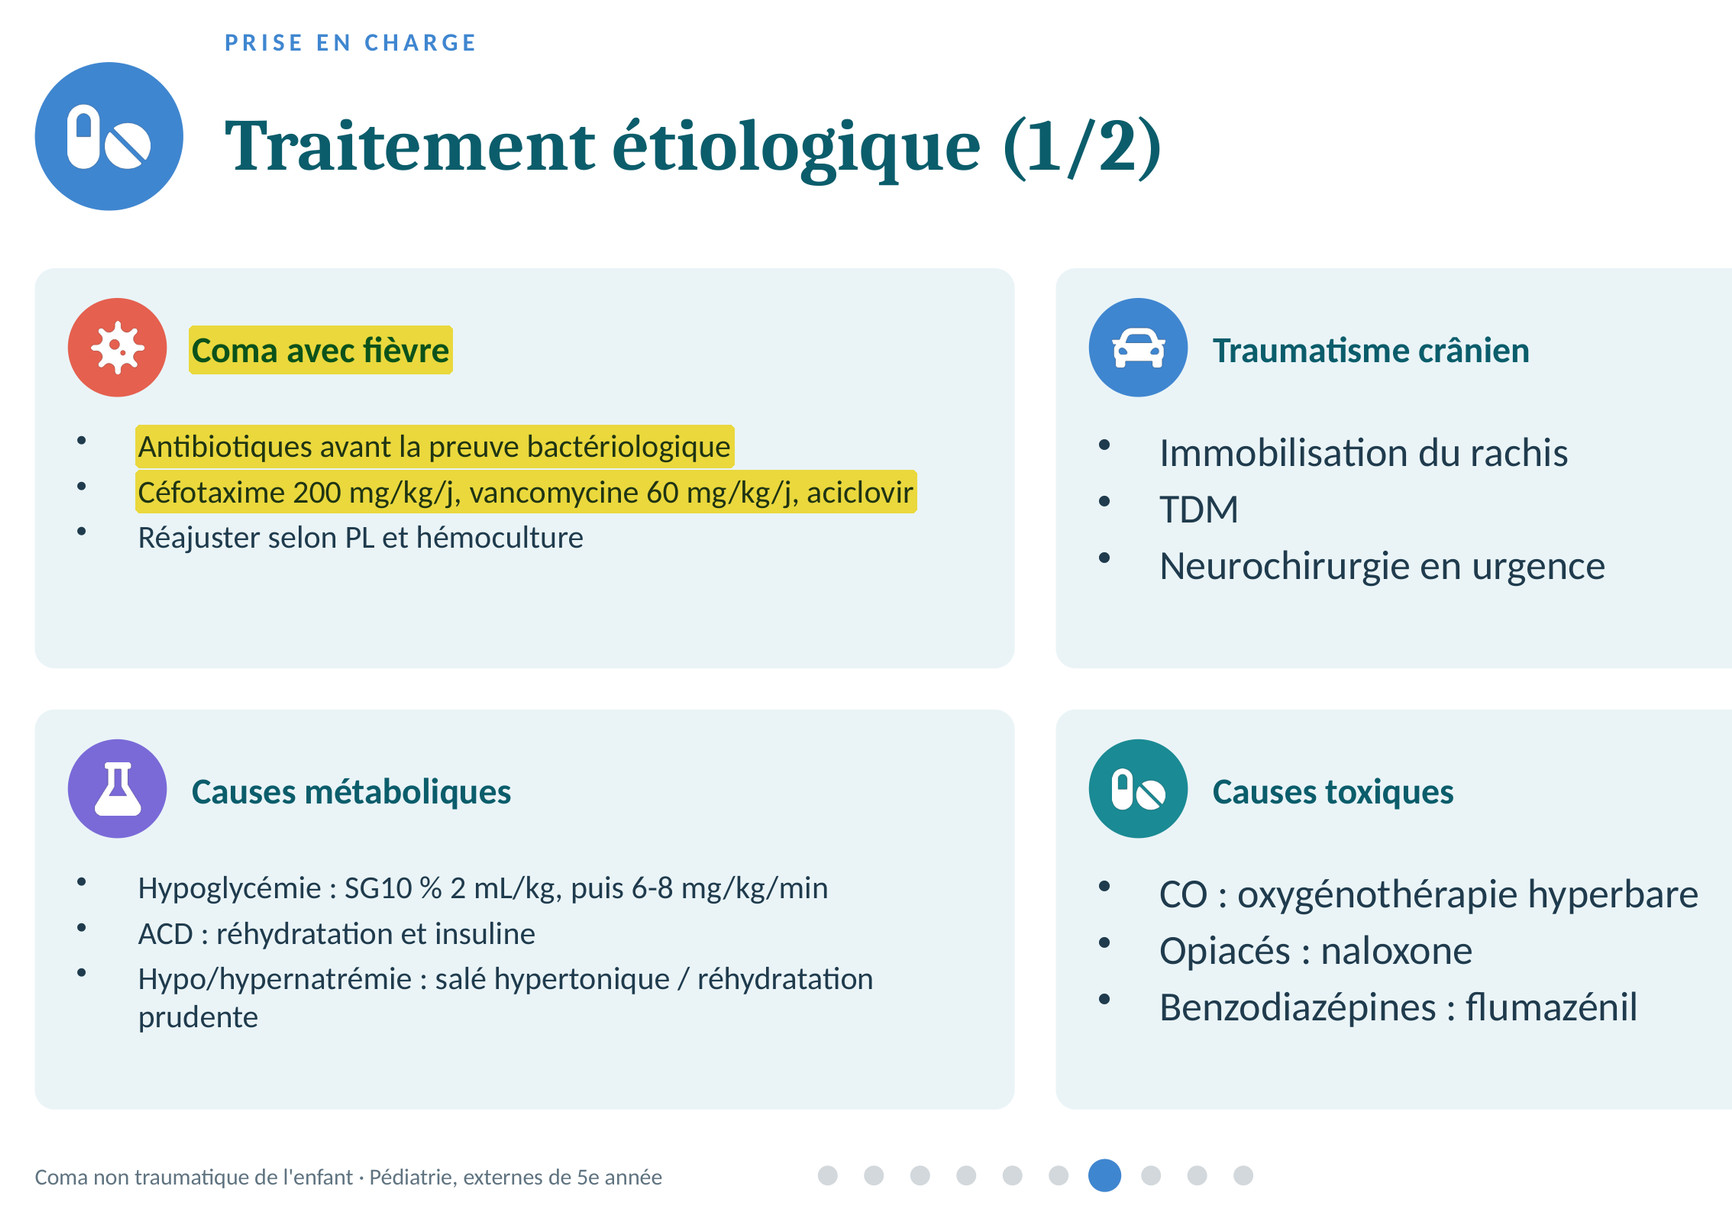 PRISE EN CHARGE
Traitement étiologique (1/2)
Coma avec fièvre
• Antibiotiques avant la preuve bactériologique
• Céfotaxime 200 mg/kg/j, vancomycine 60 mg/kg/j, aciclovir
• Réajuster selon PL et hémoculture
Traumatisme crânien
• Immobilisation du rachis
• TDM
• Neurochirurgie en urgence
Causes métaboliques
• Hypoglycémie : SG10 % 2 mL/kg, puis 6-8 mg/kg/min
• ACD : réhydratation et insuline
• Hypo/hypernatrémie : salé hypertonique / réhydratation
prudente
Causes toxiques
• CO : oxygénothérapie hyperbare
• Opiacés : naloxone
• Benzodiazépines : flumazénil
Coma non traumatique de l'enfant · Pédiatrie, externes de 5e année